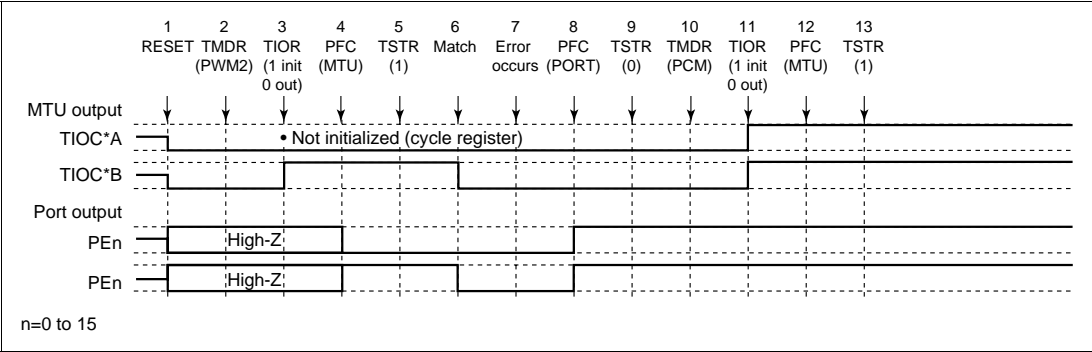 1 2 3 4 5 6 7 8 9 10 11 12 13
RESET TMDR TIOR PFC TSTR Match Error PFC TSTR TMDR TIOR PFC TSTR
(PWM2) (1 init (MTU) (1) occurs (PORT) (0) (PCM) (1 init (MTU) (1)
0 out) 0 out)
MTU output
TIOC*A • Not initialized (cycle register)
TIOC*B
Port output
PEn High-Z
PEn High-Z
n=0 to 15